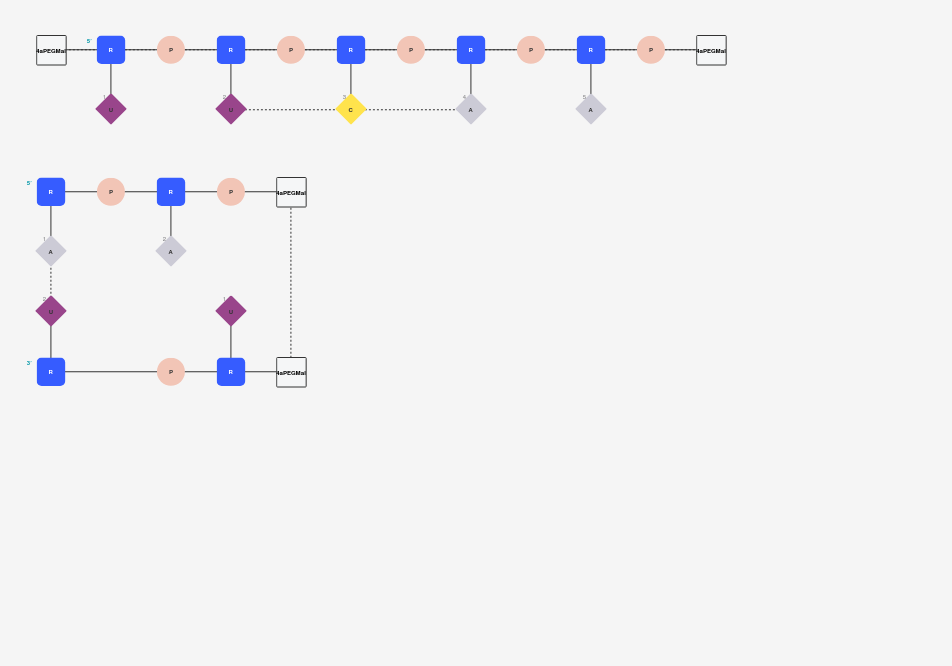 4aPEGMal 5' R P R P R P R P R P 4aPEGMal
1 U 2 U 3 C 4 A 5 A
5' R P R P 4aPEGMal
1 A 2 A
2 U 1 U
3' R P R 4aPEGMal